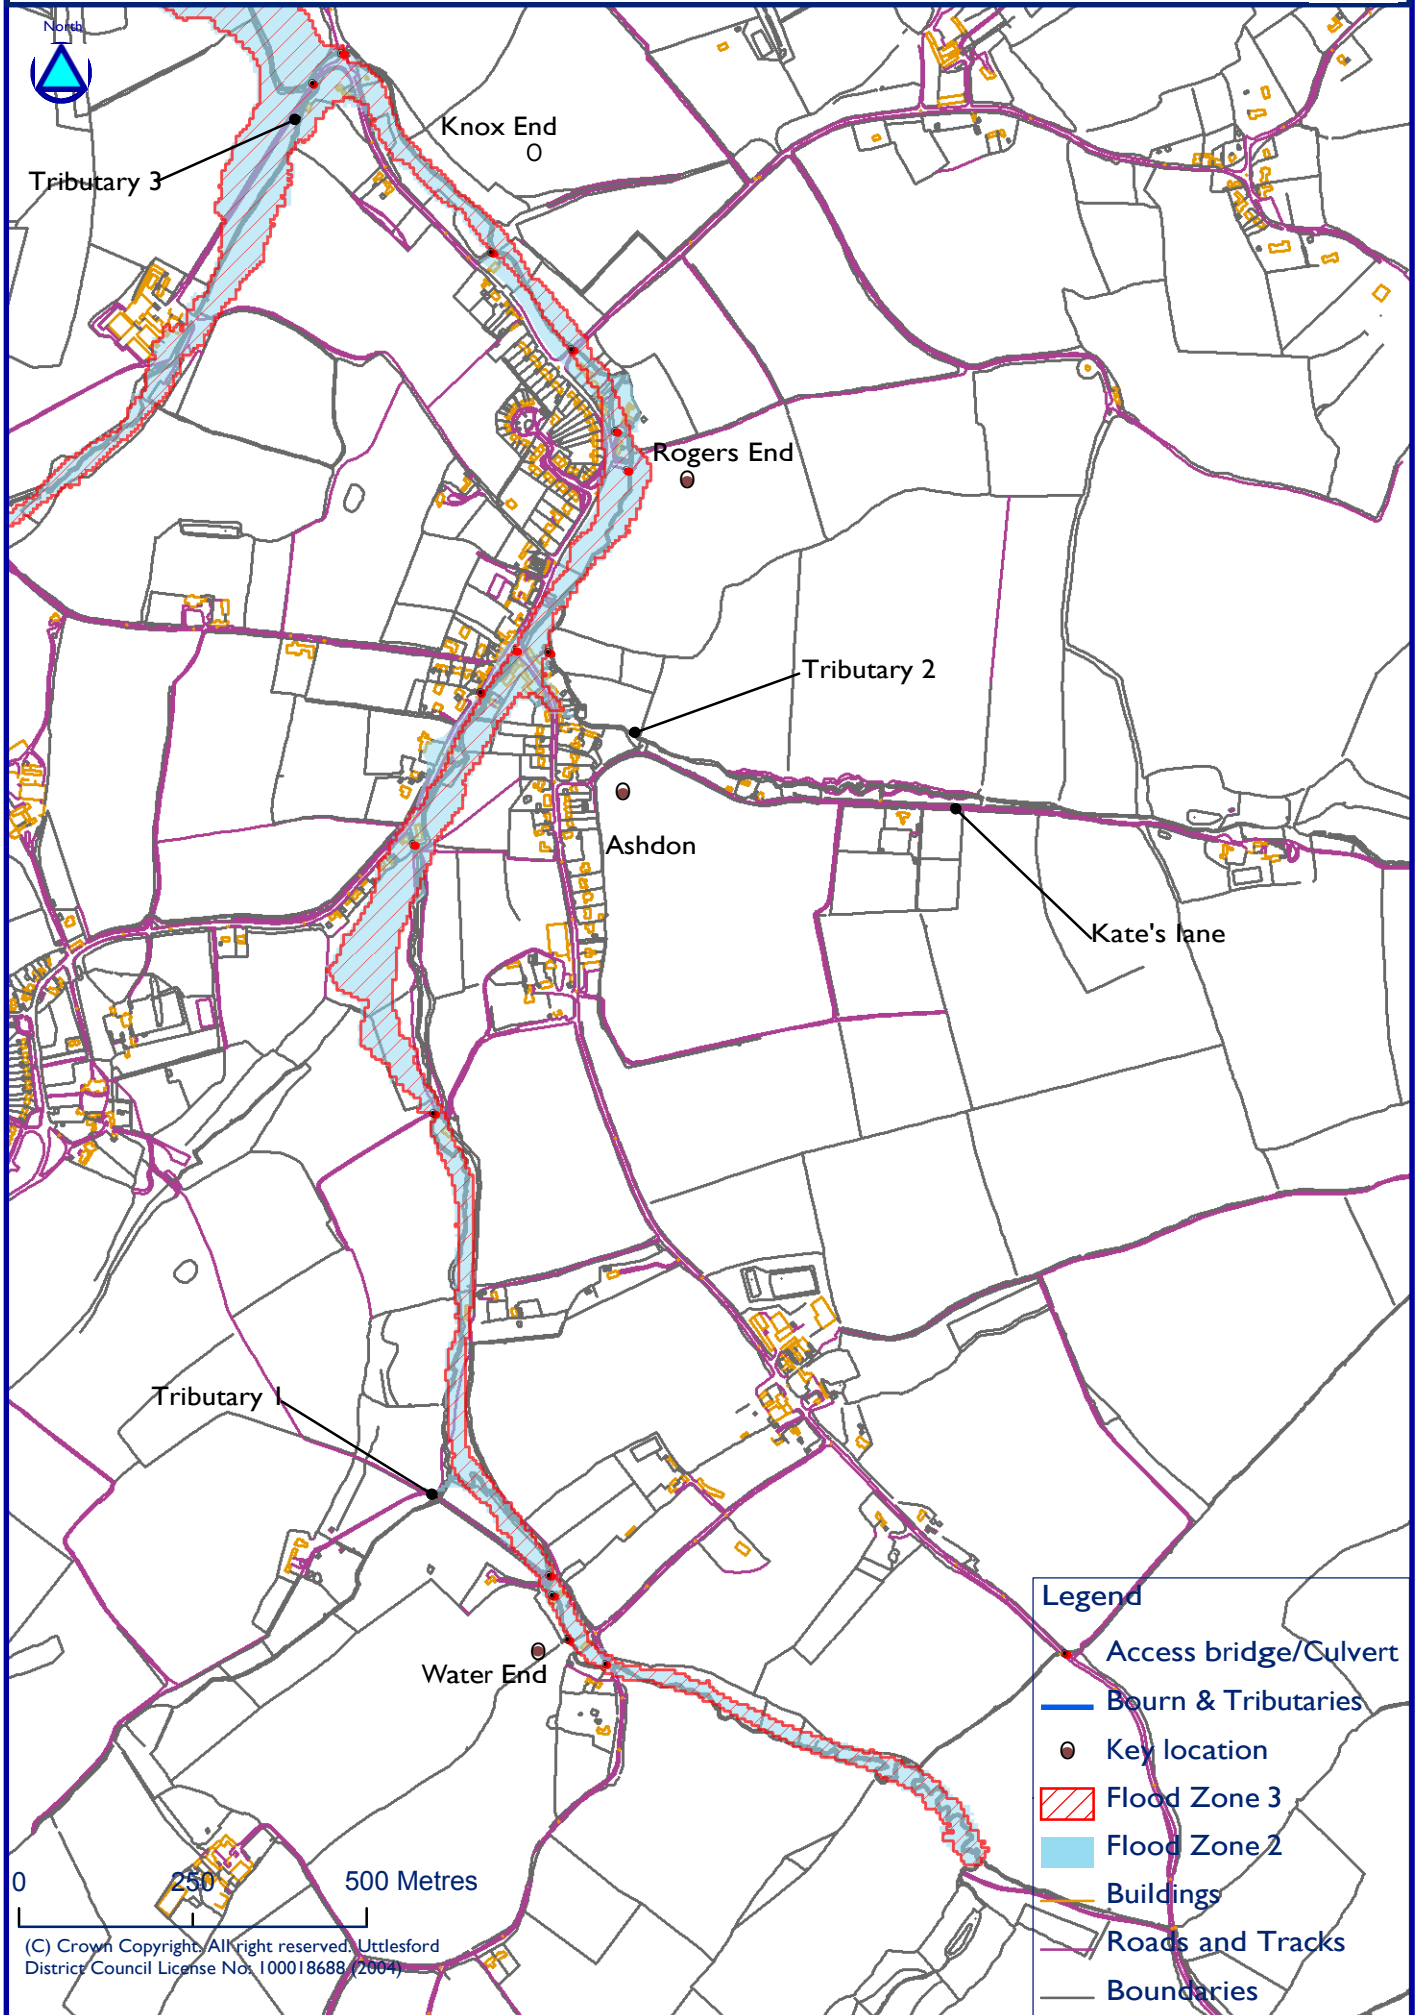 North
Knox End
Tributary 3
Rogers End
Tributary 2
Ashdon
Kate's lane
Tributary 1
Water End
Legend
Access bridge/Culvert
Bourn & Tributaries
Key location
Flood Zone 3
Flood Zone 2
Buildings
Roads and Tracks
Boundaries
0 250 500 Metres
(C) Crown Copyright. All right reserved. Uttlesford
District Council License No: 100018688 (2004)